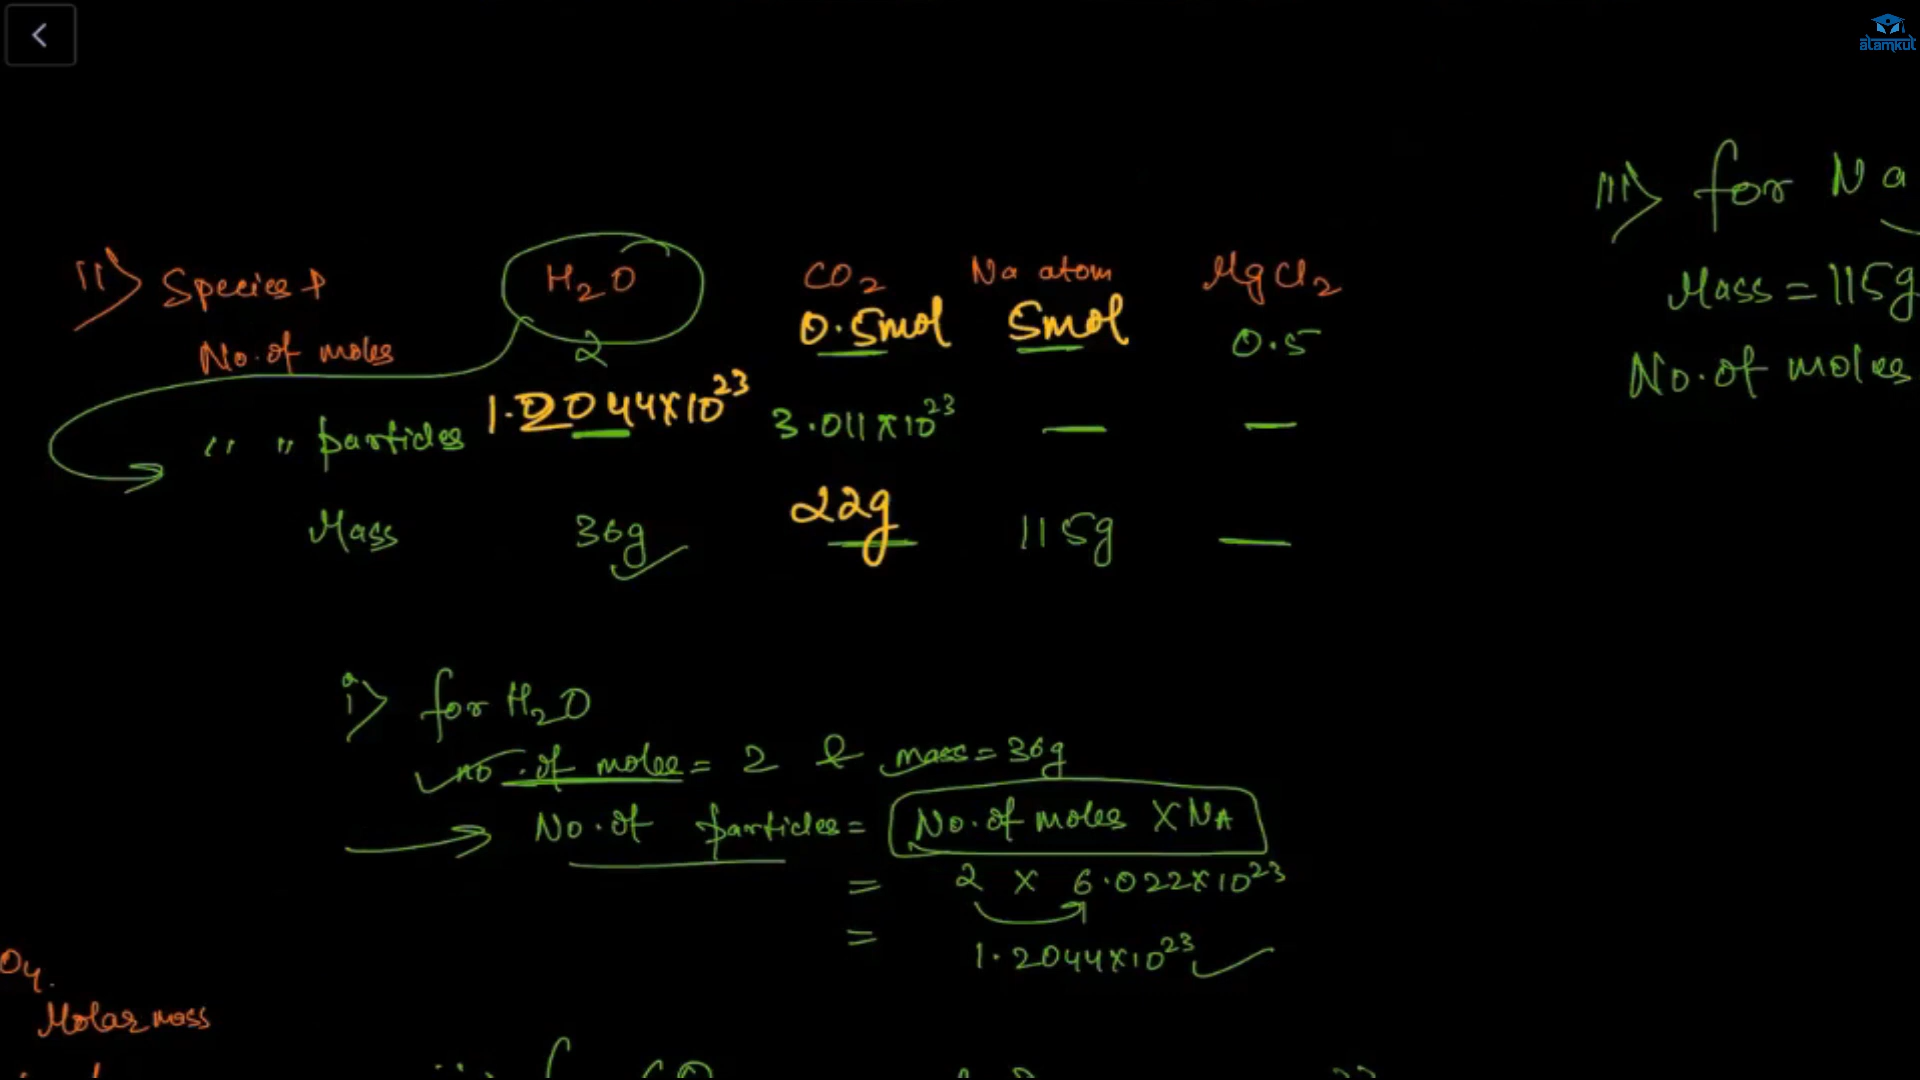 alamkut
III) for Na
II) Species H2O CO2 Na atom MgCl2
No. of moles 2 0.5mol 5mol 0.5
Mass = 115g
No. of moles
" " particles 1.2044×10^23 3.011×10^23 — —
Mass 36g 22g 115g —
i) for H2O
no. of moles = 2 & mass = 36g
No. of particles = No. of moles × NA
= 2 × 6.022×10^23
= 1.2044×10^23
O4.
Molar mass